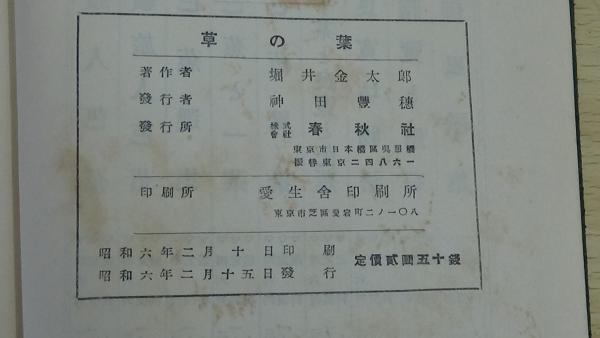 草の葉
著作者 堀井金太郎
發行者 神田豐穗
發行所 株式會社 春秋社
東京市日本橋區吳服橋
振替東京二四八六一
印刷所 愛生舍印刷所
東京市芝區愛宕町二ノ一〇八
昭和六年二月十日印刷
昭和六年二月十五日發行
定價貳圓五十錢